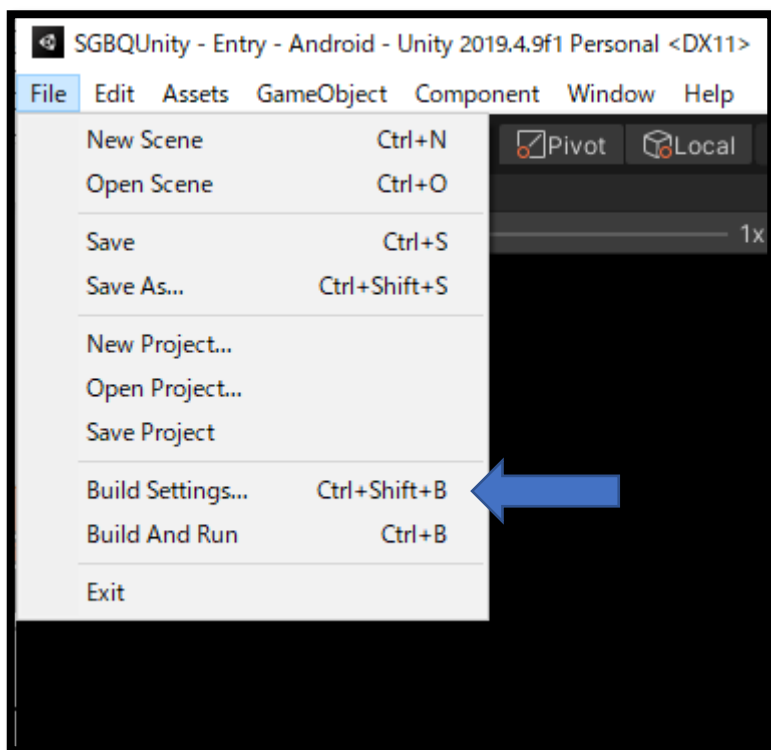 SGBQUnity - Entry - Android - Unity 2019.4.9f1 Personal <DX11>
File Edit Assets GameObject Component Window Help
New Scene Ctrl+N
Pivot Local
Open Scene Ctrl+O
Save Ctrl+S
1x
Save As... Ctrl+Shift+S
New Project...
Open Project...
Save Project
Build Settings... Ctrl+Shift+B
Build And Run Ctrl+B
Exit